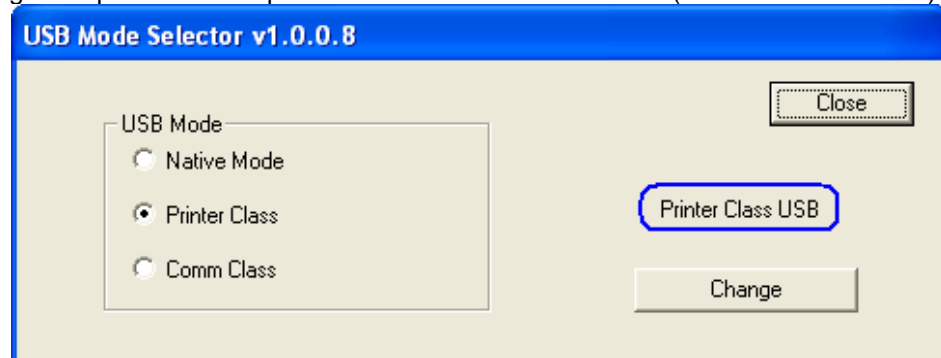 USB Mode Selector v1.0.0.8
Close
USB Mode
Native Mode
Printer Class
Printer Class USB
Comm Class
Change